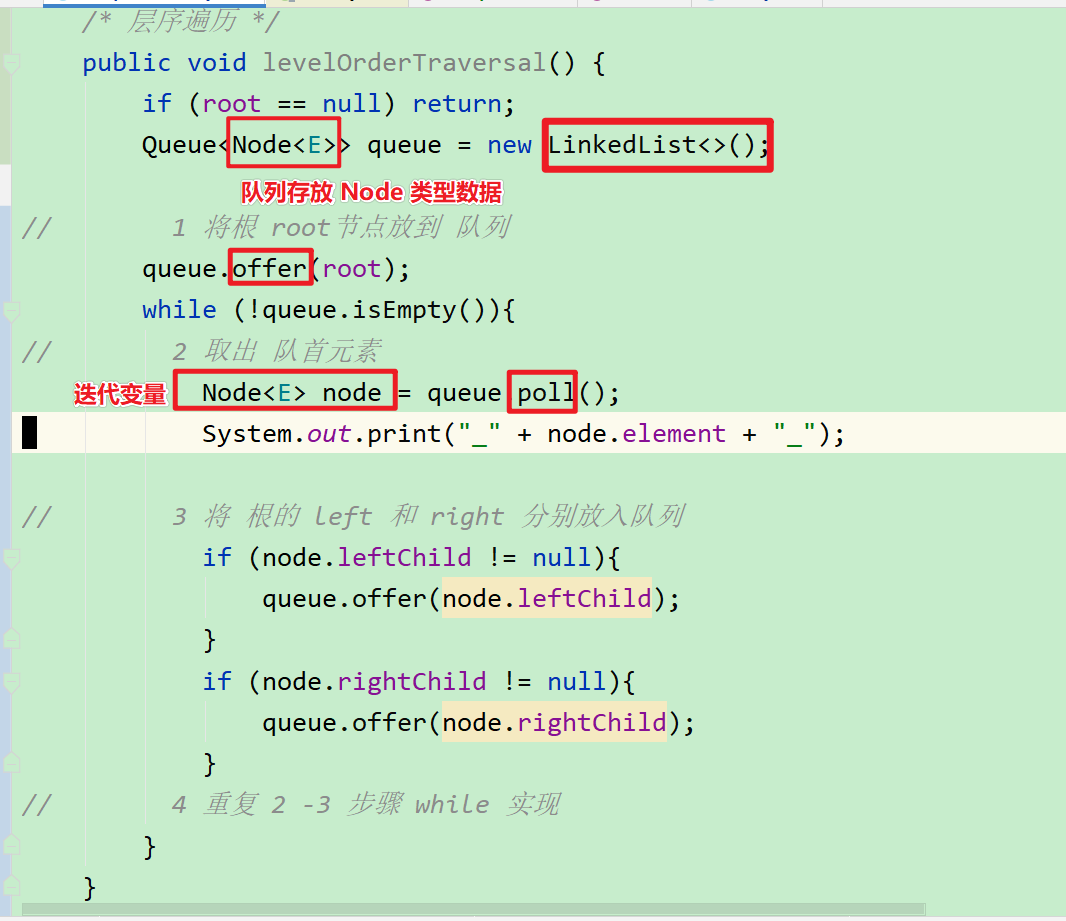 /* 层序遍历 */
public void levelOrderTraversal() {
if (root == null) return;
Queue<Node<E>> queue = new LinkedList<>();
队列存放 Node 类型数据
// 1 将根 root节点放到 队列
queue.offer(root);
while (!queue.isEmpty()){
// 2 取出 队首元素
迭代变量 Node<E> node = queue.poll();
System.out.print("_" + node.element + "_");
// 3 将 根的 left 和 right 分别放入队列
if (node.leftChild != null){
queue.offer(node.leftChild);
}
if (node.rightChild != null){
queue.offer(node.rightChild);
}
// 4 重复 2 -3 步骤 while 实现
}
}